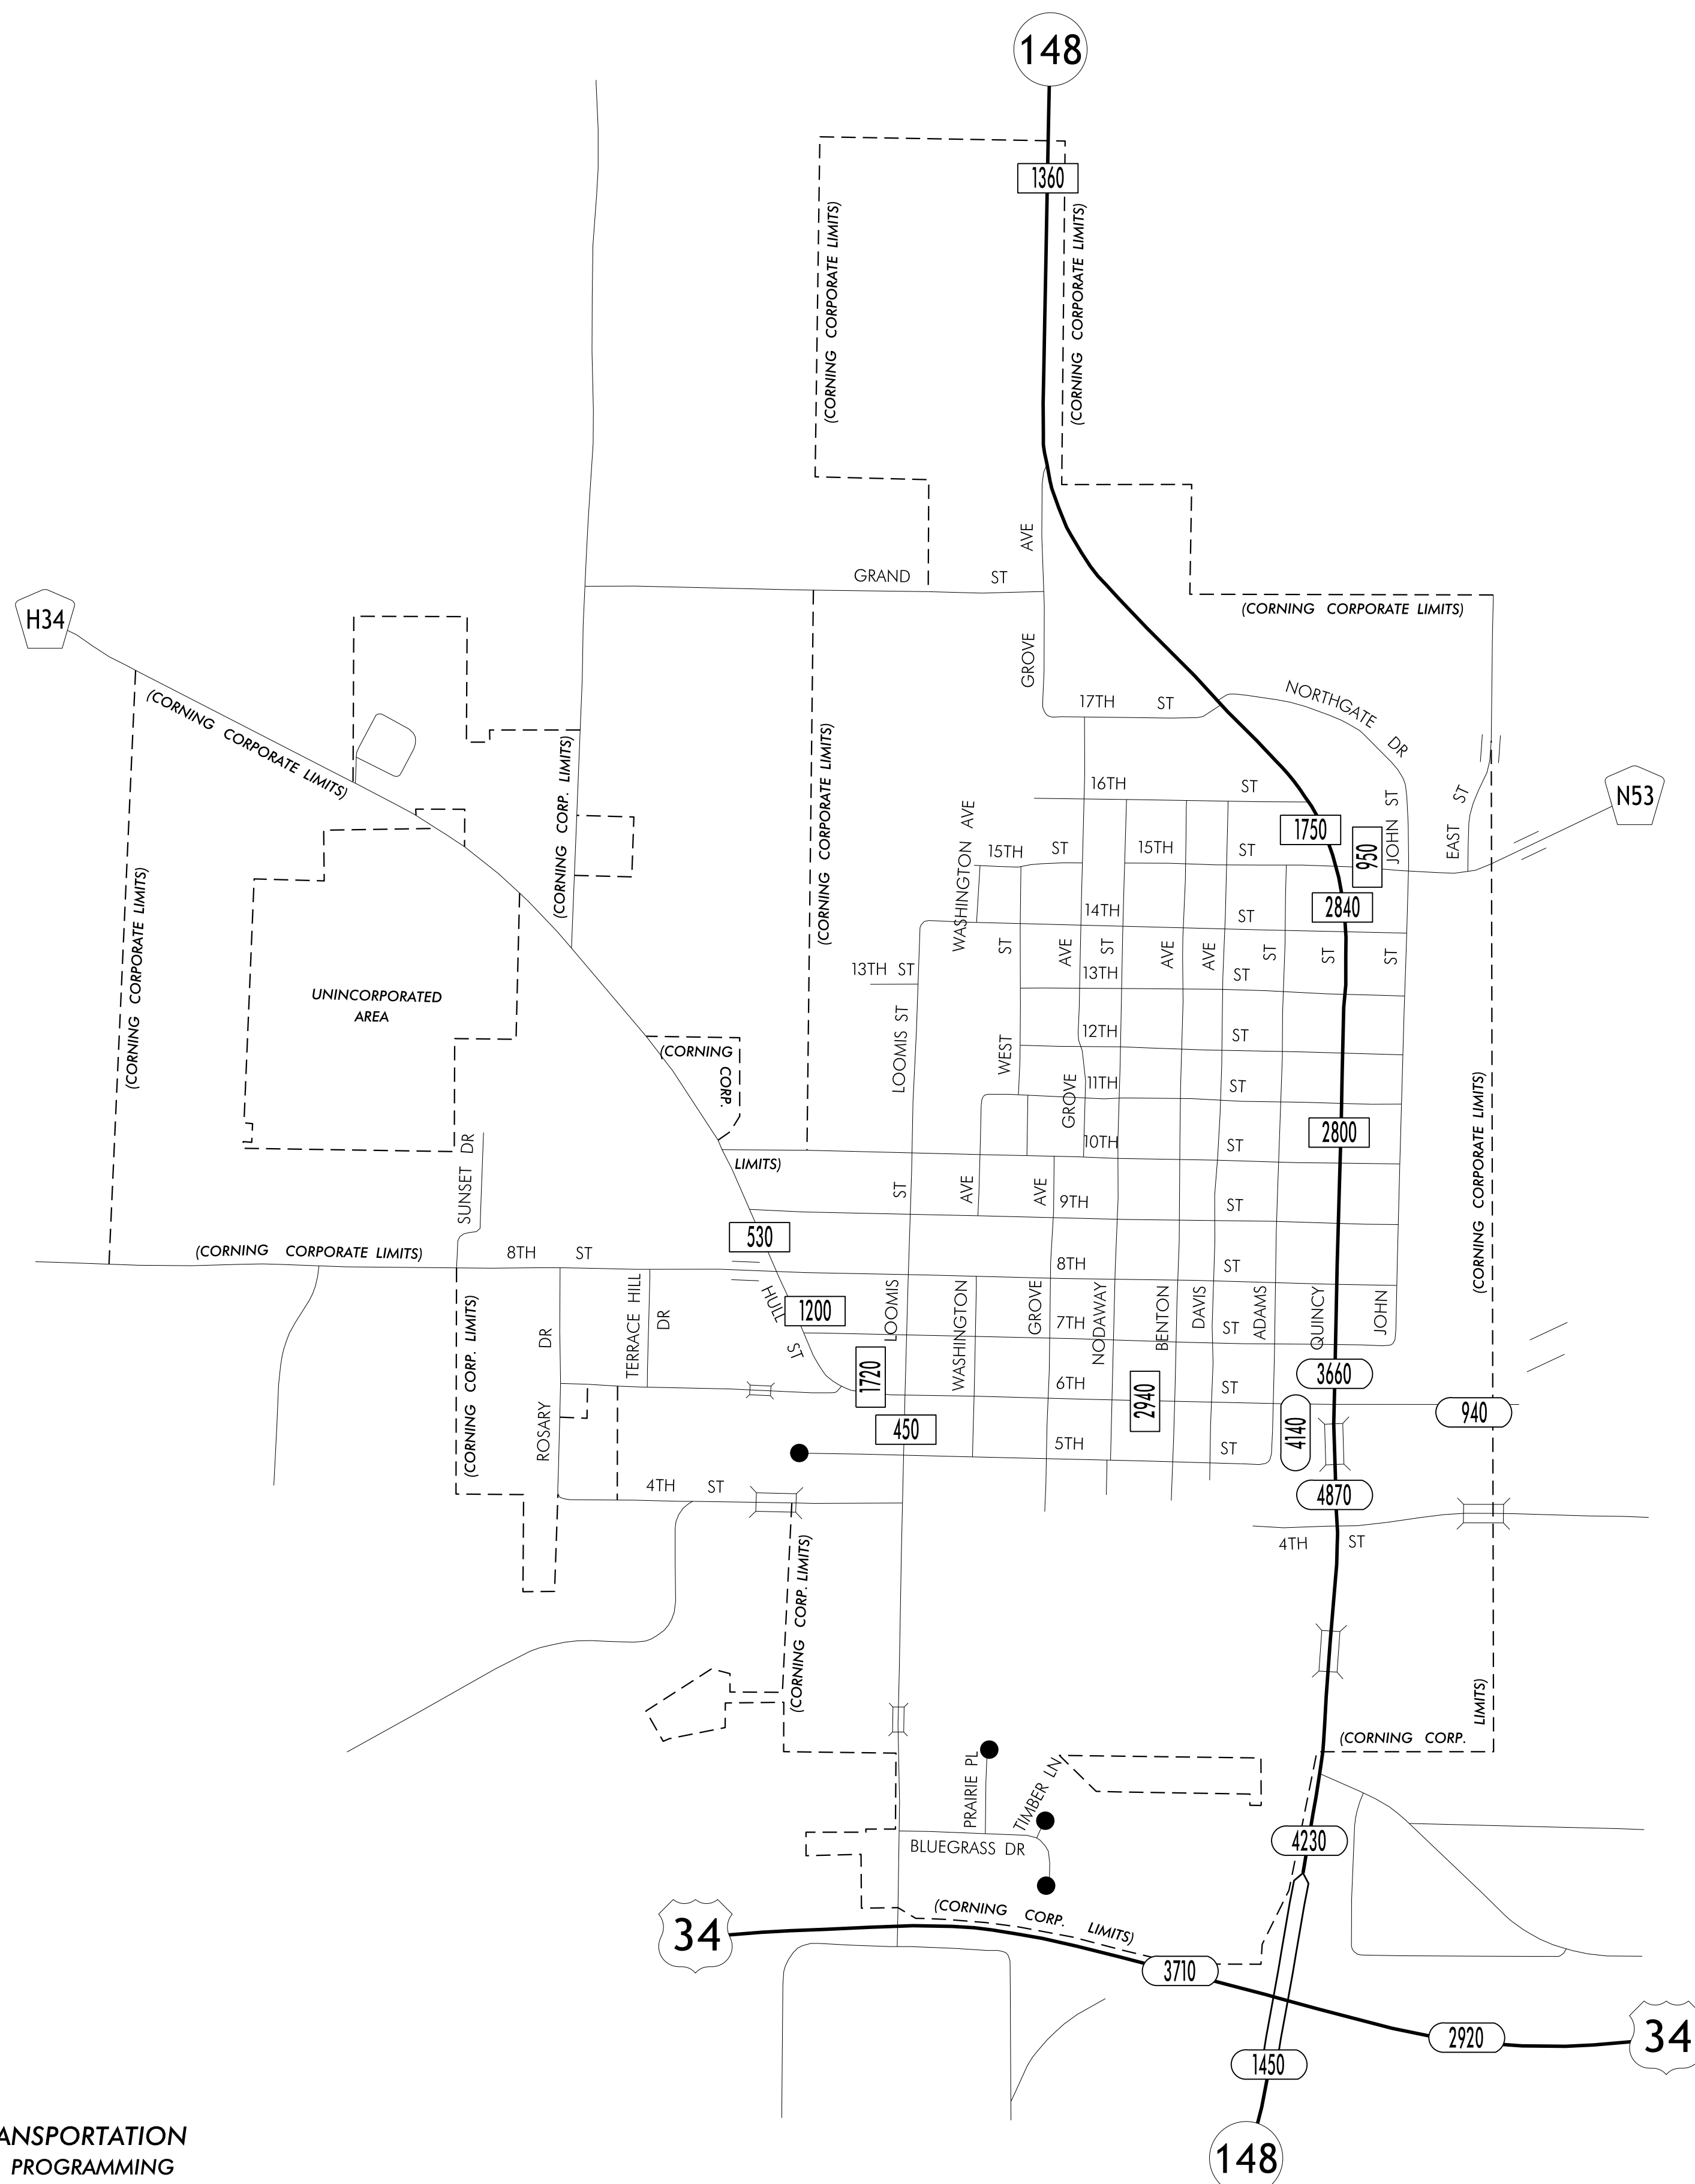 148
1360
(CORNING CORPORATE LIMITS)
(CORNING CORPORATE LIMITS)
GROVE AVE
GRAND ST
(CORNING CORPORATE LIMITS)
H34
(CORNING CORPORATE LIMITS)
17TH ST
NORTHGATE DR
(CORNING CORP. LIMITS)
(CORNING CORPORATE LIMITS)
16TH ST
JOHN ST
EAST ST
N53
1750
950
WASHINGTON AVE
15TH ST
15TH ST
2840
14TH ST
(CORNING CORPORATE LIMITS)
UNINCORPORATED
AREA
13TH ST
LOOMIS ST
WEST ST
GROVE AVE
ST
AVE
AVE
ST
ST
ST
13TH ST
12TH ST
(CORNING CORP.
LIMITS)
11TH ST
2800
10TH ST
(CORNING CORPORATE LIMITS)
SUNSET DR
ST
AVE
AVE
9TH ST
530
(CORNING CORPORATE LIMITS)
8TH ST
8TH ST
HULL ST
1200
LOOMIS
WASHINGTON
GROVE
NODAWAY
BENTON
DAVIS
ADAMS
QUINCY
JOHN
7TH ST
(CORNING CORP. LIMITS)
ROSARY DR
TERRACE HILL DR
1720
3660
6TH ST
2940
940
450
4140
5TH ST
4TH ST
4870
4TH ST
(CORNING CORP. LIMITS)
(CORNING CORP. LIMITS)
PRAIRIE PL
TIMBER LN
BLUEGRASS DR
4230
(CORNING CORP. LIMITS)
34
3710
2920
34
1450
148
ANSPORTATION
PROGRAMMING